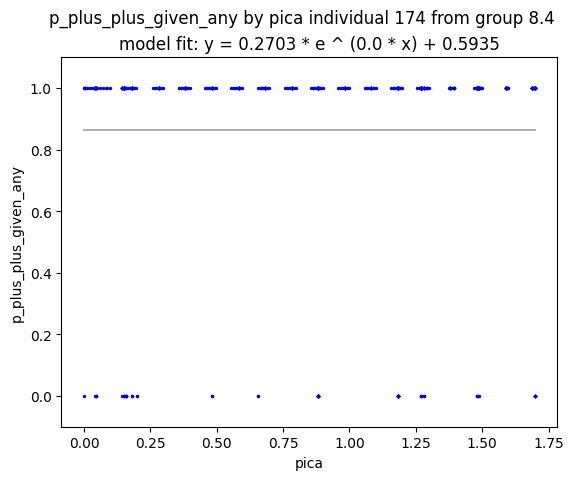 p_plus_plus_given_any by pica individual 174 from group 8.4
model fit: y = 0.2703 * e ^ (0.0 * x) + 0.5935
1.0
0.8
0.6
0.4
0.2
0.0
p_plus_plus_given_any
0.00 0.25 0.50 0.75 1.00 1.25 1.50 1.75
pica